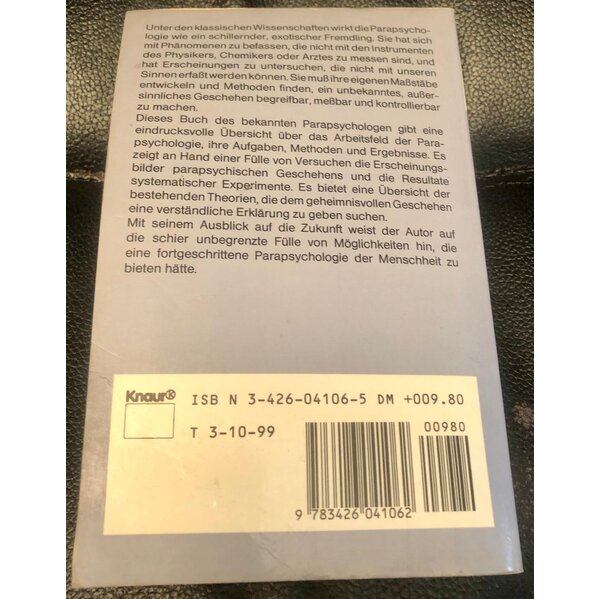 Unter den klassischen Wissenschaften wirkt die Parapsycho-
logie wie ein schillernder, exotischer Fremdling. Sie hat sich
mit Phänomenen zu befassen, die nicht mit den Instrumenten
des Physikers, Chemikers oder Arztes zu messen sind, und
hat Erscheinungen zu untersuchen, die nicht mit unseren
Sinnen erfaßt werden können. Sie muß ihre eigenen Maßstäbe
entwickeln und Methoden finden, ein unbekanntes, außer-
sinnliches Geschehen begreifbar, meßbar und kontrollierbar
zu machen.
Dieses Buch des bekannten Parapsychologen gibt eine
eindrucksvolle Übersicht über das Arbeitsfeld der Para-
psychologie, ihre Aufgaben, Methoden und Ergebnisse. Es
zeigt an Hand einer Fülle von Versuchen die Erscheinungs-
bilder parapsychischen Geschehens und die Resultate
systematischer Experimente. Es bietet eine Übersicht der
bestehenden Theorien, die dem geheimnisvollen Geschehen
eine verständliche Erklärung zu geben suchen.
Mit seinem Ausblick auf die Zukunft weist der Autor auf
die schier unbegrenzte Fülle von Möglichkeiten hin, die
eine fortgeschrittene Parapsychologie der Menschheit zu
bieten hätte.
Knaur®
ISB N 3-426-04106-5 DM +009.80
T 3-10-99
00980
9 783426 041062